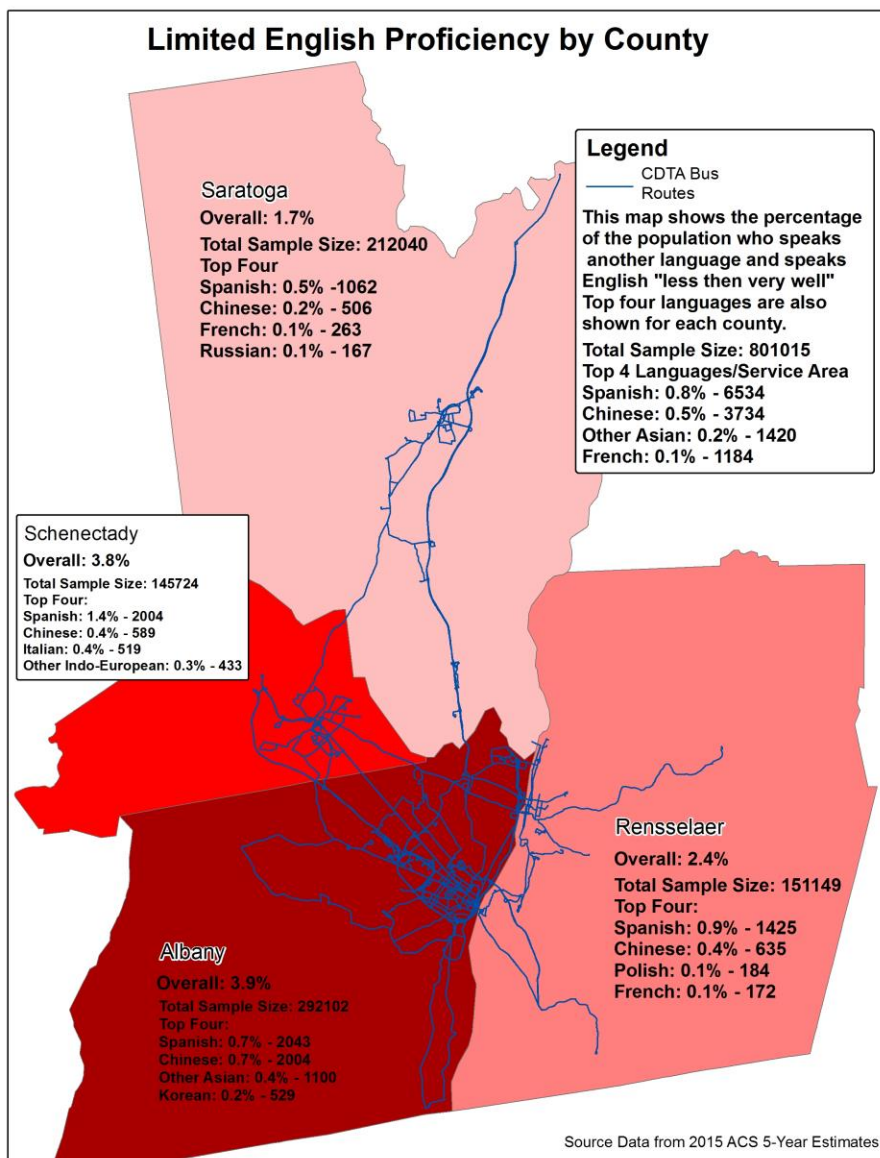 Limited English Proficiency by County
Saratoga
Overall: 1.7%
Total Sample Size: 212040
Top Four
Spanish: 0.5% -1062
Chinese: 0.2% - 506
French: 0.1% - 263
Russian: 0.1% - 167
Legend
CDTA Bus
Routes
This map shows the percentage
of the population who speaks
another language and speaks
English "less then very well"
Top four languages are also
shown for each county.
Total Sample Size: 801015
Top 4 Languages/Service Area
Spanish: 0.8% - 6534
Chinese: 0.5% - 3734
Other Asian: 0.2% - 1420
French: 0.1% - 1184
Schenectady
Overall: 3.8%
Total Sample Size: 145724
Top Four:
Spanish: 1.4% - 2004
Chinese: 0.4% - 589
Italian: 0.4% - 519
Other Indo-European: 0.3% - 433
Rensselaer
Overall: 2.4%
Total Sample Size: 151149
Top Four:
Spanish: 0.9% - 1425
Chinese: 0.4% - 635
Polish: 0.1% - 184
French: 0.1% - 172
Albany
Overall: 3.9%
Total Sample Size: 292102
Top Four:
Spanish: 0.7% - 2043
Chinese: 0.7% - 2004
Other Asian: 0.4% - 1100
Korean: 0.2% - 529
Source Data from 2015 ACS 5-Year Estimates